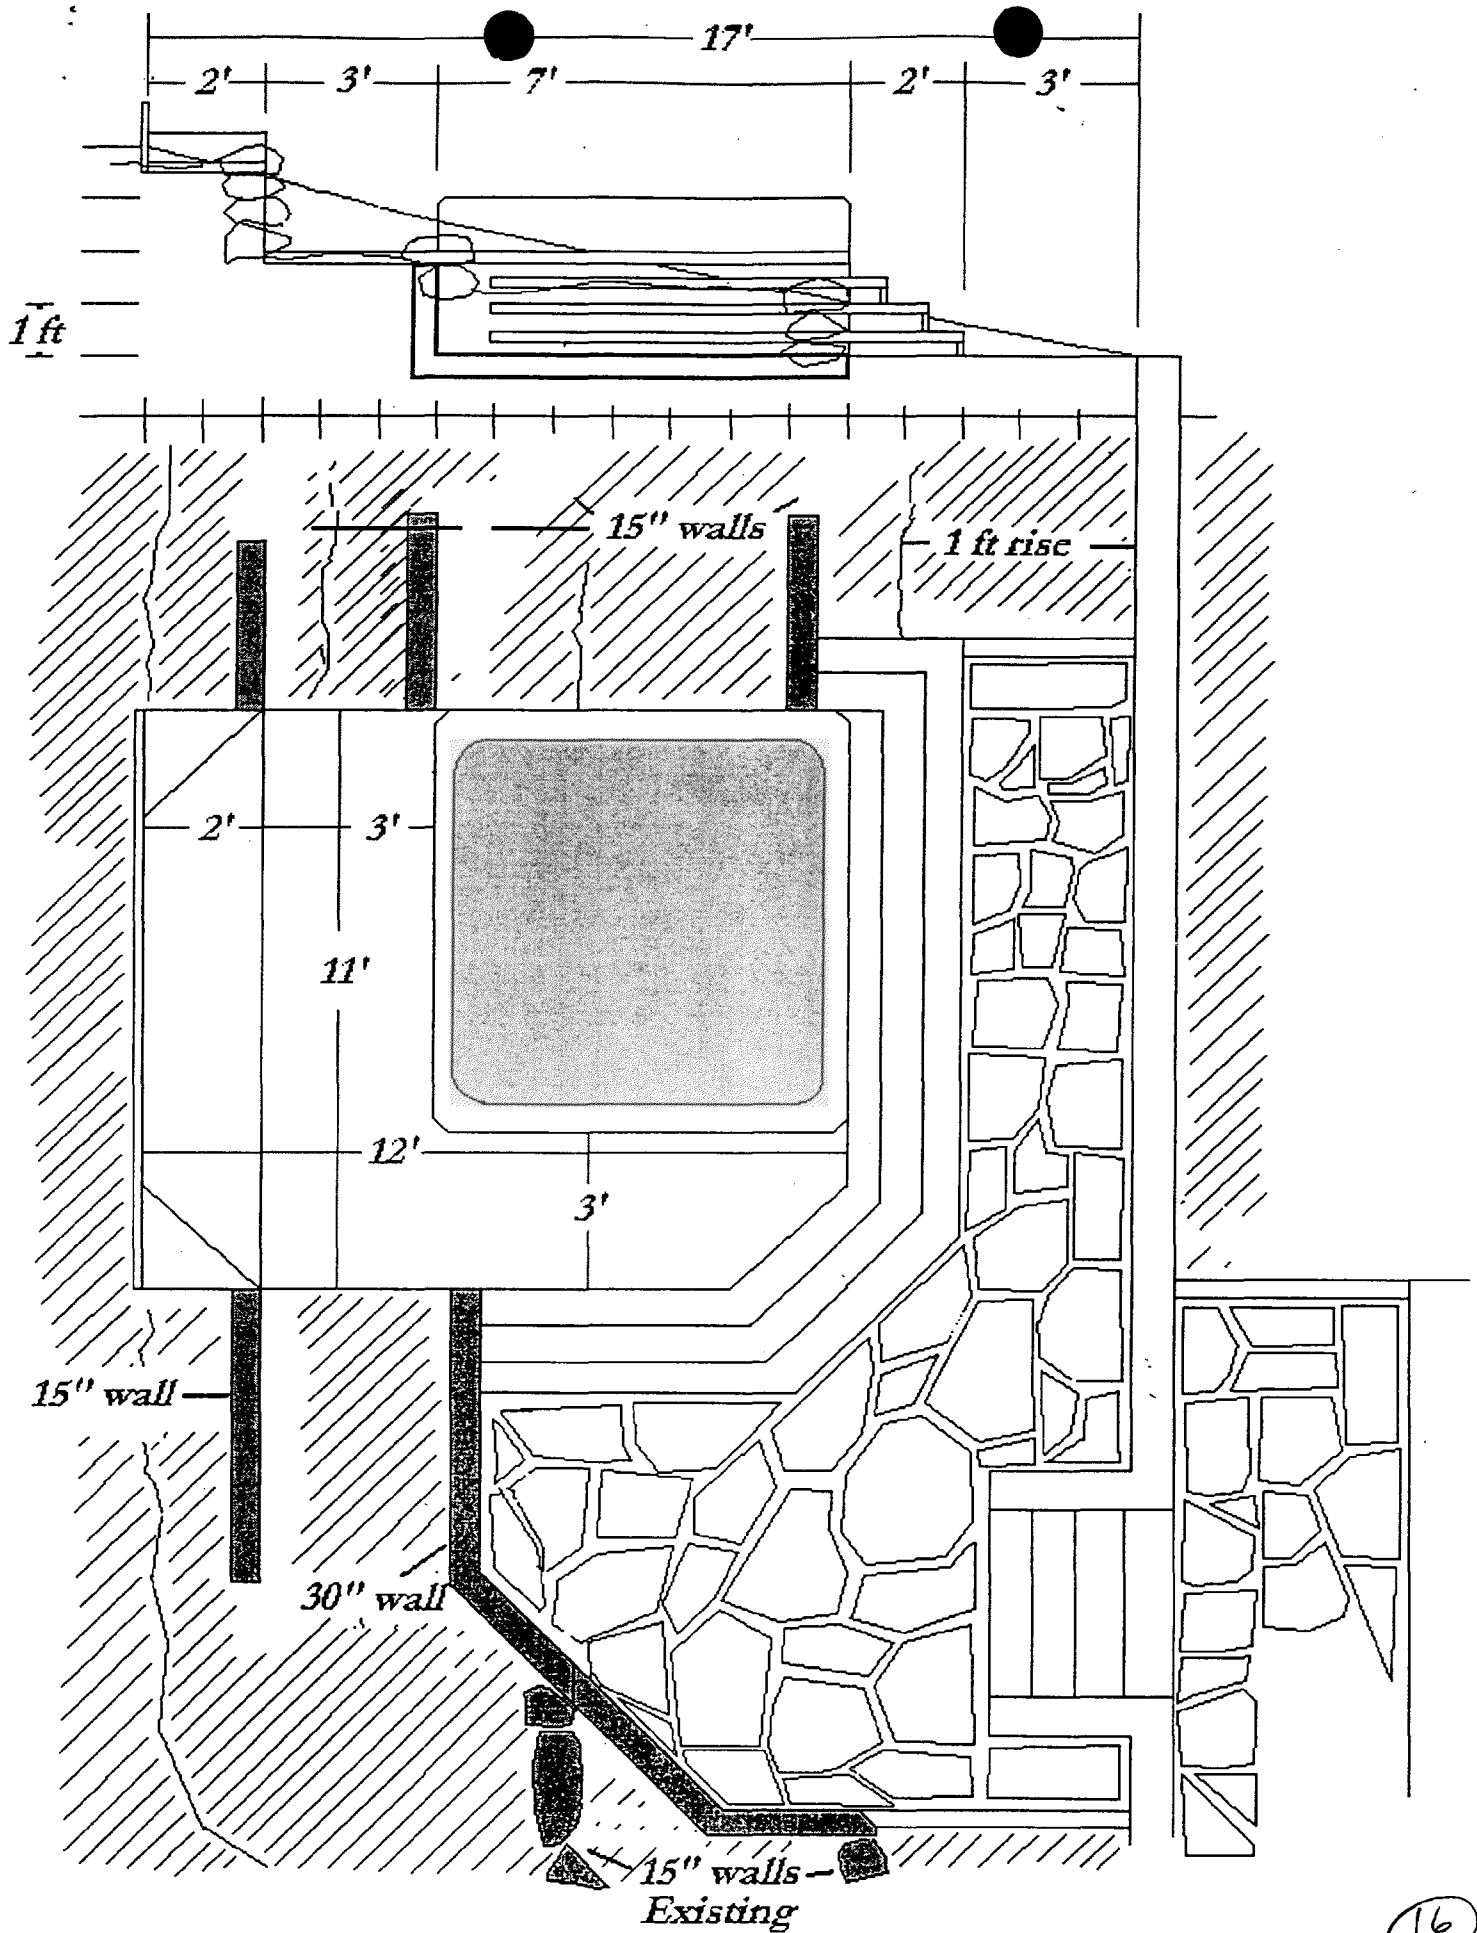 17'
2' 3' 7' 2' 3'
1 ft
15" walls
1 ft rise
2' 3'
11'
12'
3'
15" wall
30" wall
15" walls
Existing
16